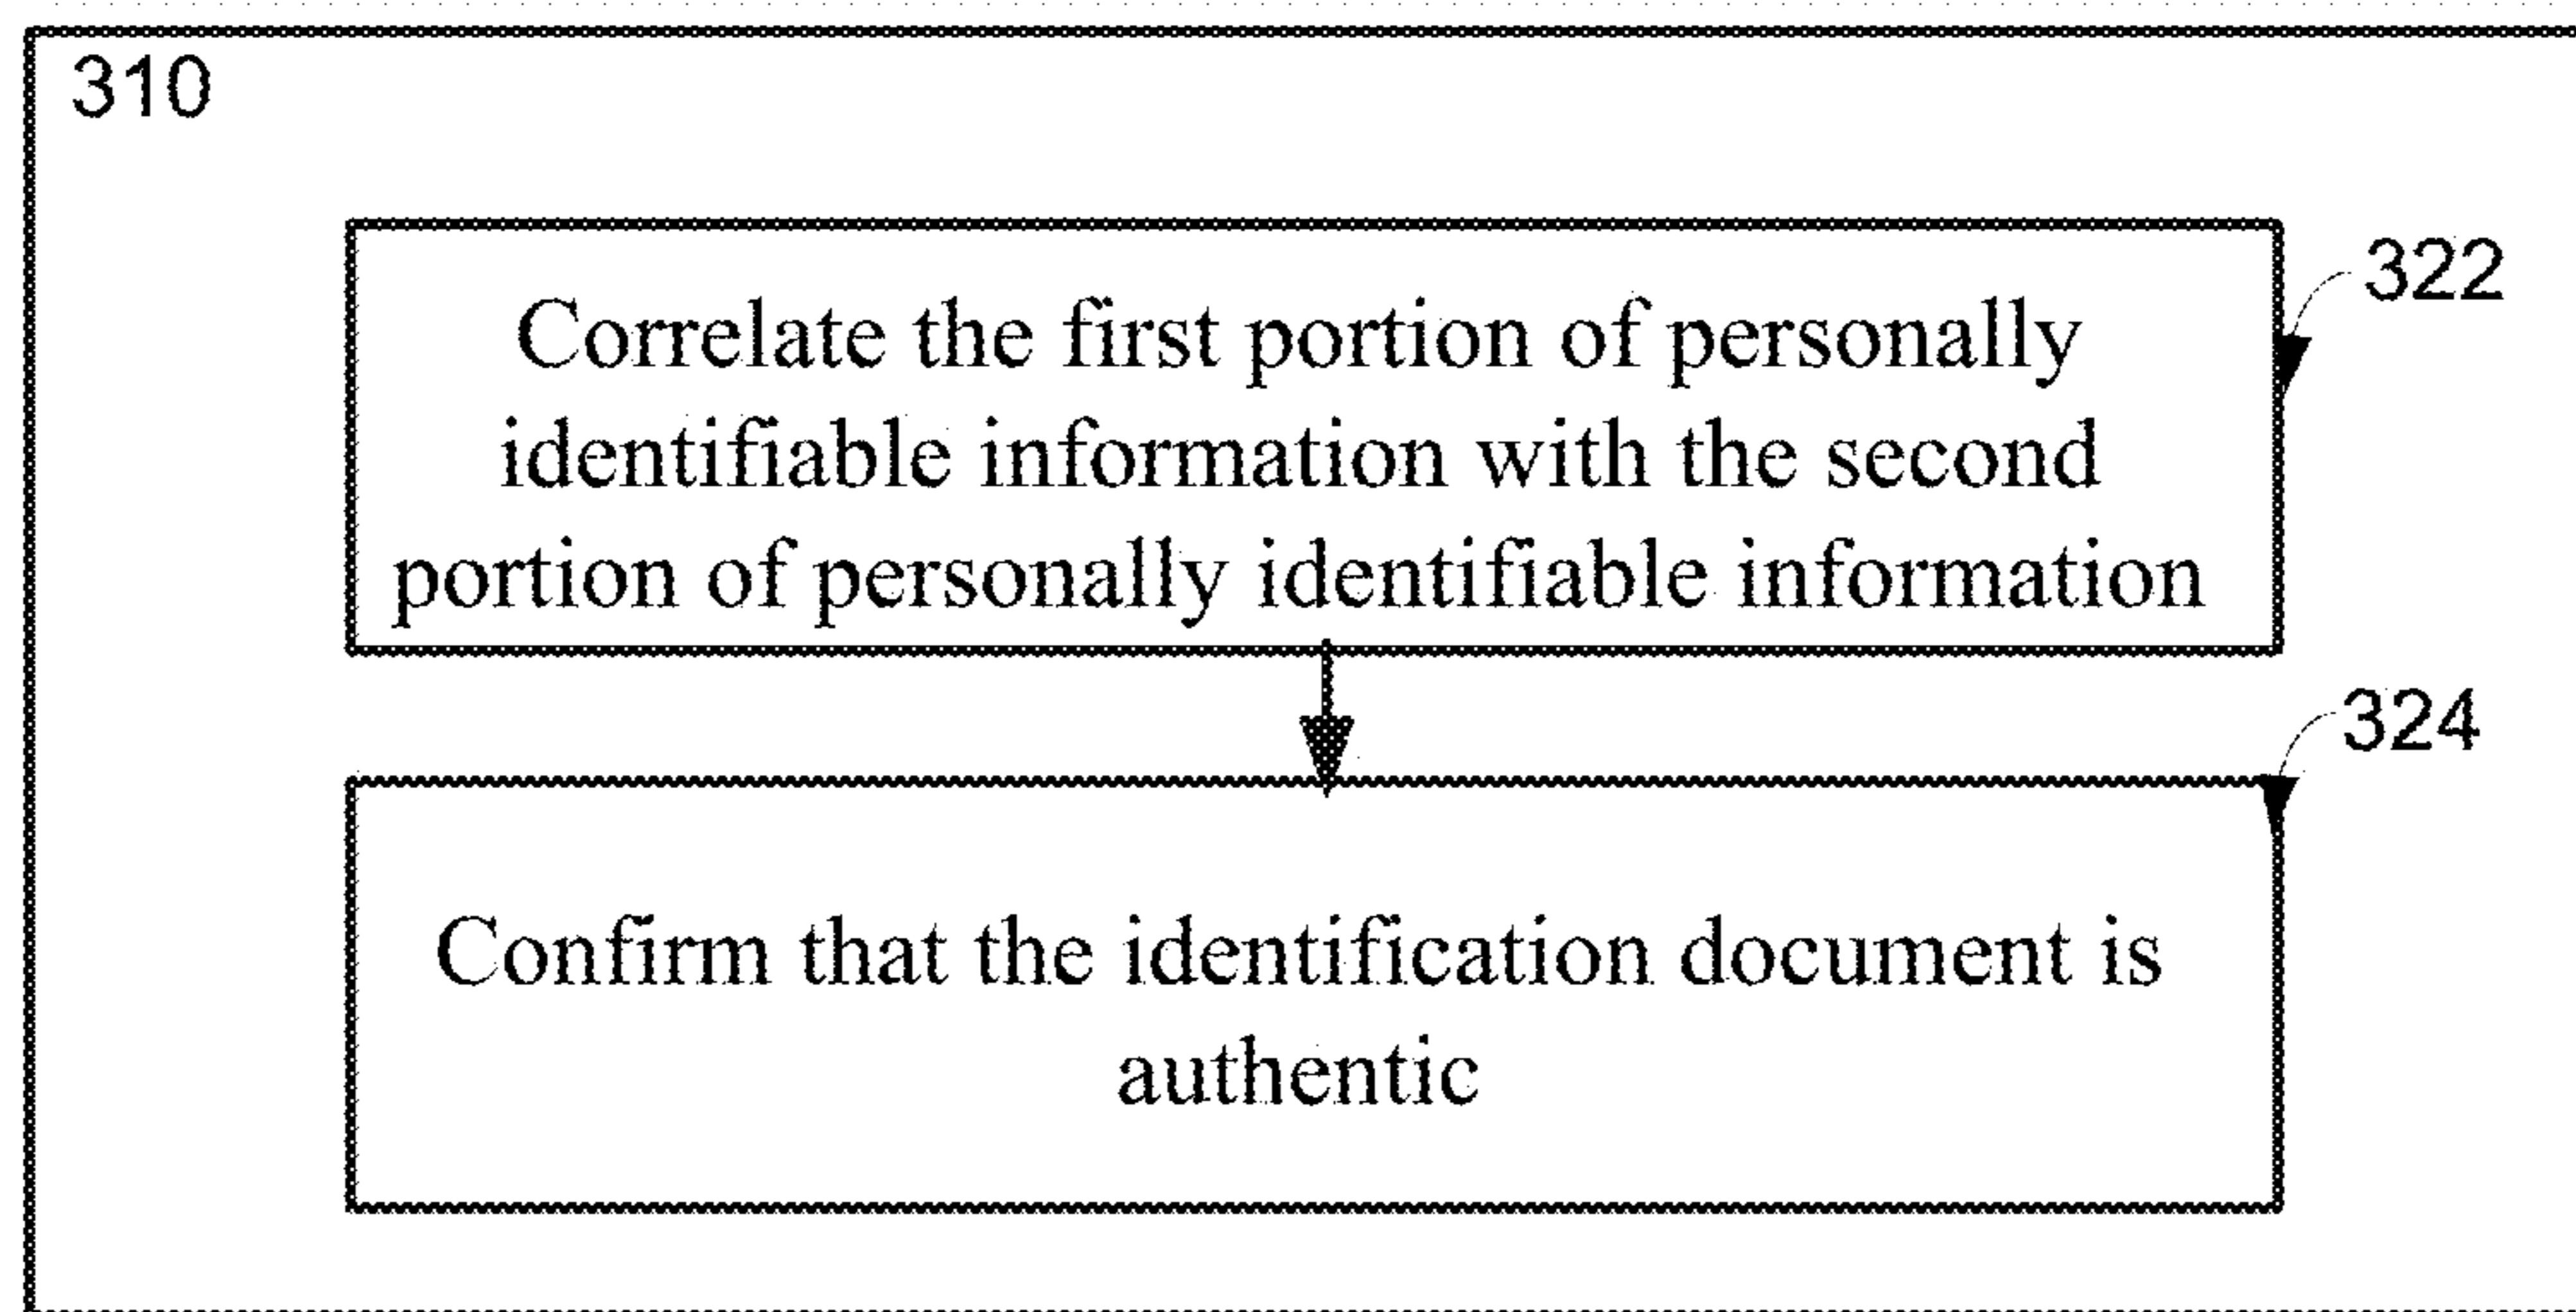 310
322
Correlate the first portion of personally
identifiable information with the second
portion of personally identifiable information
324
Confirm that the identification document is
authentic